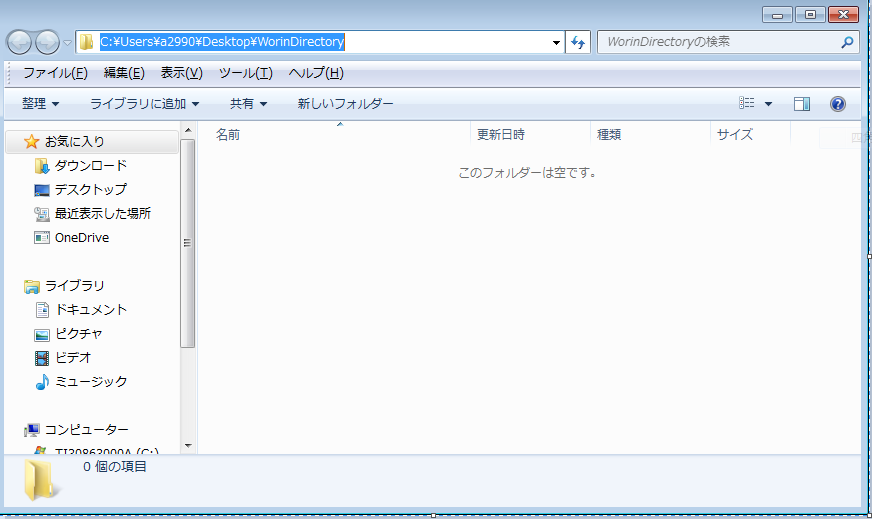 C:¥Users¥a2990¥Desktop¥WorinDirectory
WorinDirectoryの検索
ファイル(F) 編集(E) 表示(V) ツール(T) ヘルプ(H)
整理 ライブラリに追加 共有 新しいフォルダー
名前 更新日時 種類 サイズ
このフォルダーは空です。
お気に入り
ダウンロード
デスクトップ
最近表示した場所
OneDrive
ライブラリ
ドキュメント
ピクチャ
ビデオ
ミュージック
コンピューター
TI30863000A (C:)
0 個の項目